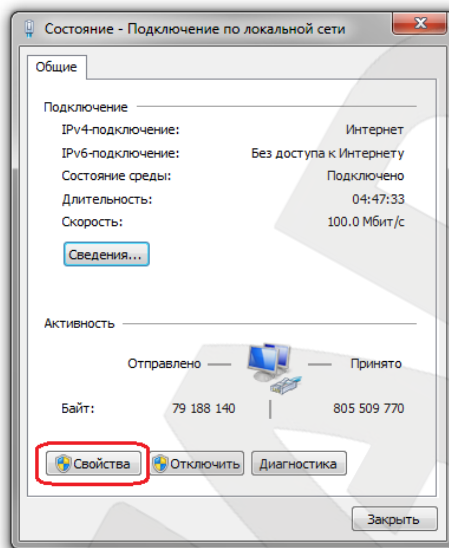 Состояние - Подключение по локальной сети
Общие
Подключение
IPv4-подключение: Интернет
IPv6-подключение: Без доступа к Интернету
Состояние среды: Подключено
Длительность: 04:47:33
Скорость: 100.0 Мбит/с
Сведения...
Активность
Отправлено — — Принято
Байт: 79 188 140 | 805 509 770
Свойства Отключить Диагностика
Закрыть